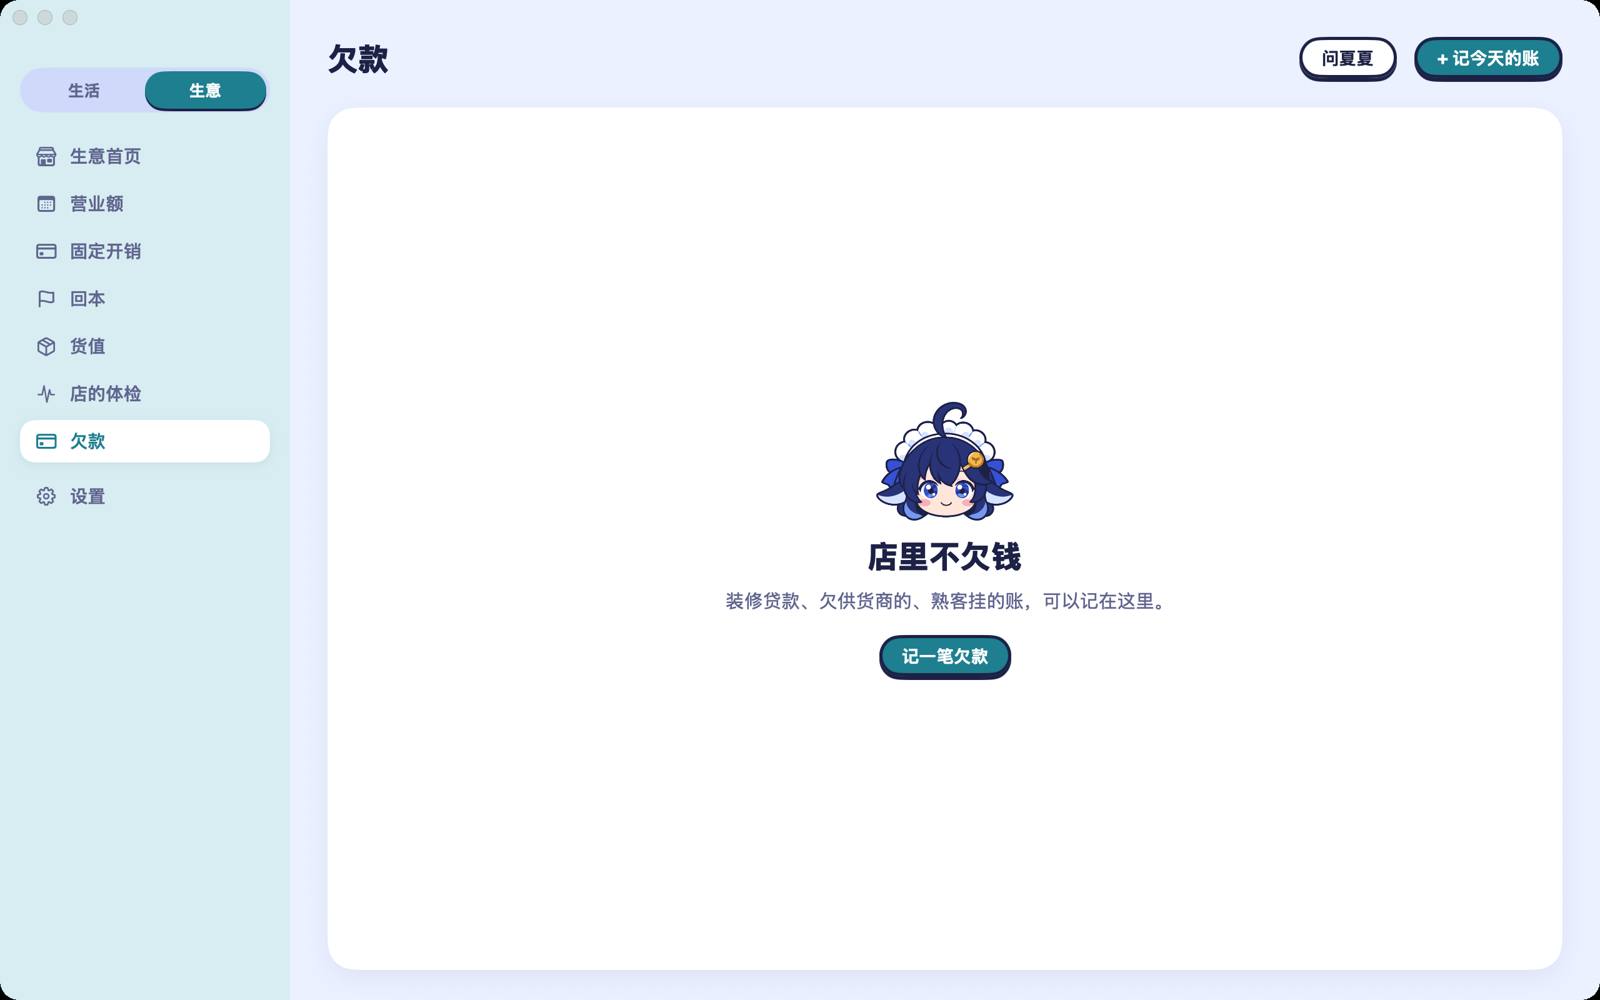 生活
生意
生意首页
营业额
固定开销
回本
货值
店的体检
欠款
设置
欠款
问夏夏
+ 记今天的账
店里不欠钱
装修贷款、欠供货商的、熟客挂的账，可以记在这里。
记一笔欠款